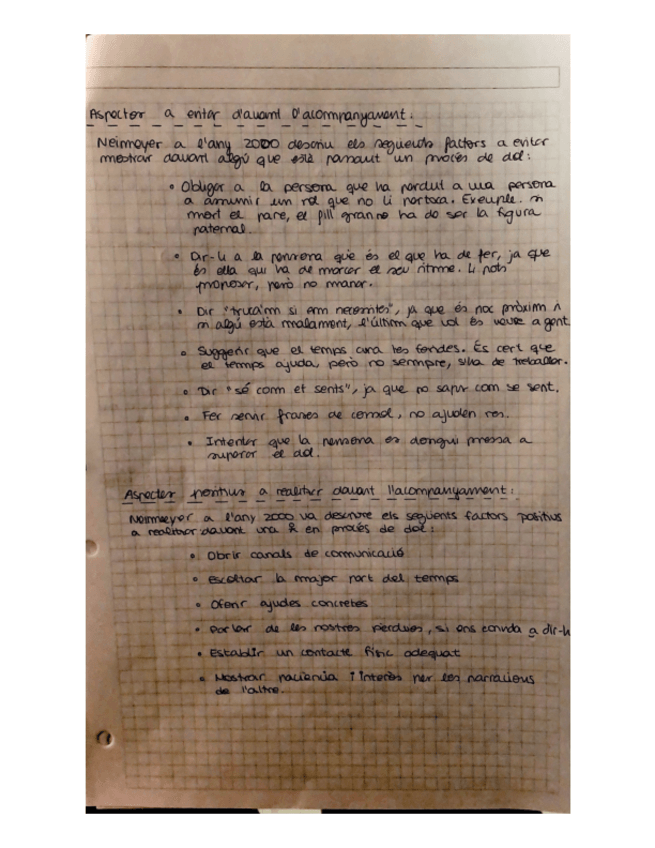 Aspectes a evitar davant l'acompanyament:
Neimeyer a l'any 2000 descriu els següents factors a evitar
mostrar davant algú que està passant un procés de dol:
• Obligar a la persona que ha perdut a una persona
a assumir un rol que no li pertoca. Exemple. si
mort el pare, el fill gran no ha de ser la figura
paternal.
• Dir-li a la persona què és el que ha de fer, ja que
és ella qui ha de marcar el seu ritme. Li pots
proposar, però no manar.
• Dir "truca'm si em necessites", ja que és poc pròxim i
si algú està malament, l'últim que vol és veure a gent
• Suggerir que el temps cura les ferides. És cert que
el temps ajuda, però no sempre, s'ha de treballar.
• Dir "sé com et sents", ja que no saps com se sent.
• Fer servir frases de consol, no ajuden res.
• Intentar que la persona es dongui pressa a
superar el dol.
Aspectes positius a realitzar davant l'acompanyament:
Neimeyer a l'any 2000 va descriure els següents factors positius
a realitzar davant una en procés de dol:
• Obrir canals de comunicació
• Escoltar la major part del temps
• Oferir ajudes concretes
• Parlar de les nostres pèrdues, si ens convida a dir-h
• Establir un contacte físic adequat
• Mostrar paciència i interès per les narracions
de l'altre.